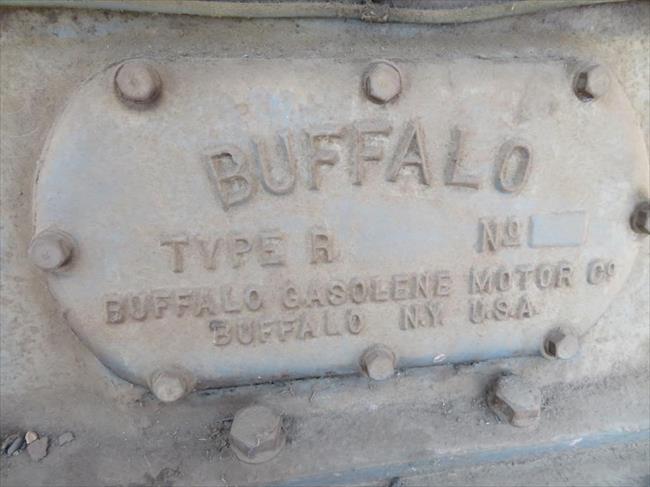 BUFFALO
TYPE R Nº
BUFFALO GASOLENE MOTOR Cº
BUFFALO N.Y. U.S.A.